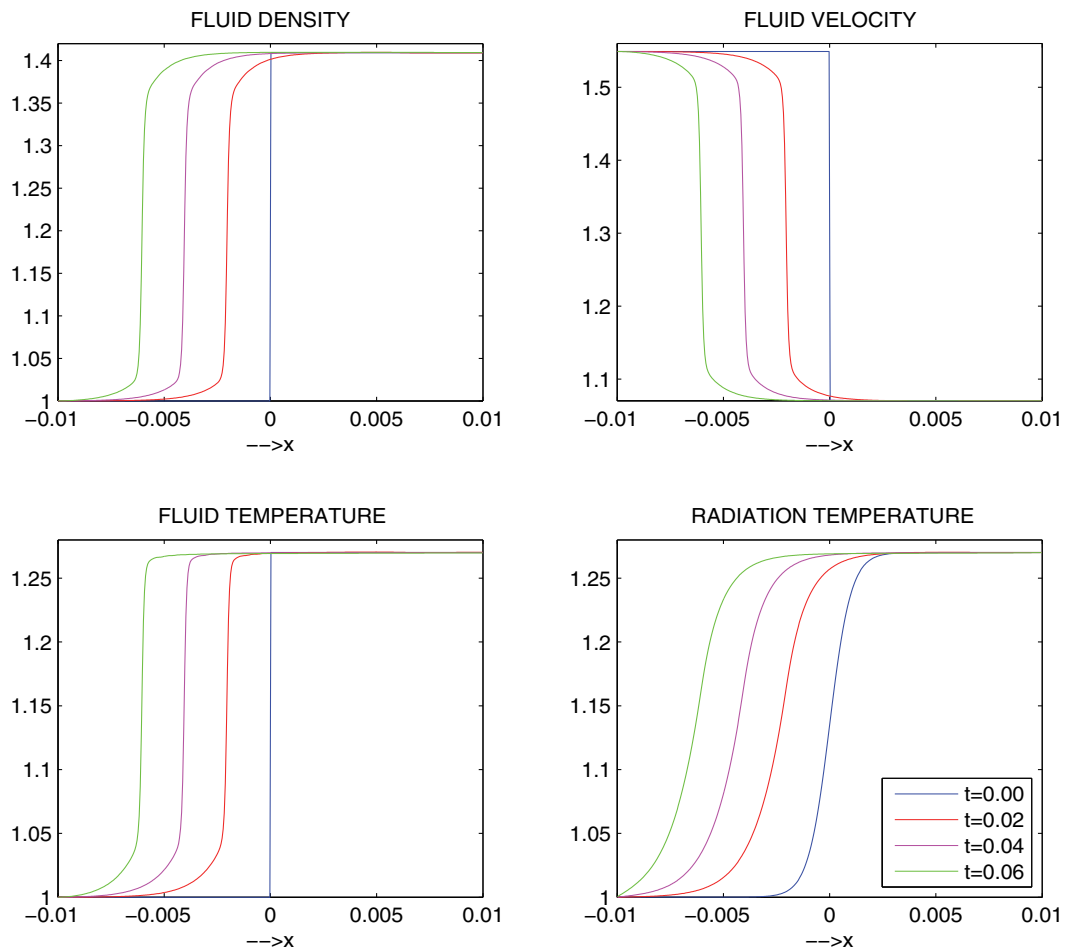 FLUID DENSITY
1.4
1.35
1.3
1.25
1.2
1.15
1.1
1.05
1
−0.01 −0.005 0 0.005 0.01
−−>x
FLUID VELOCITY
1.5
1.4
1.3
1.2
1.1
−0.01 −0.005 0 0.005 0.01
−−>x
FLUID TEMPERATURE
1.25
1.2
1.15
1.1
1.05
1
−0.01 −0.005 0 0.005 0.01
−−>x
RADIATION TEMPERATURE
1.25
1.2
1.15
1.1
1.05
1
t=0.00
t=0.02
t=0.04
t=0.06
−0.01 −0.005 0 0.005 0.01
−−>x